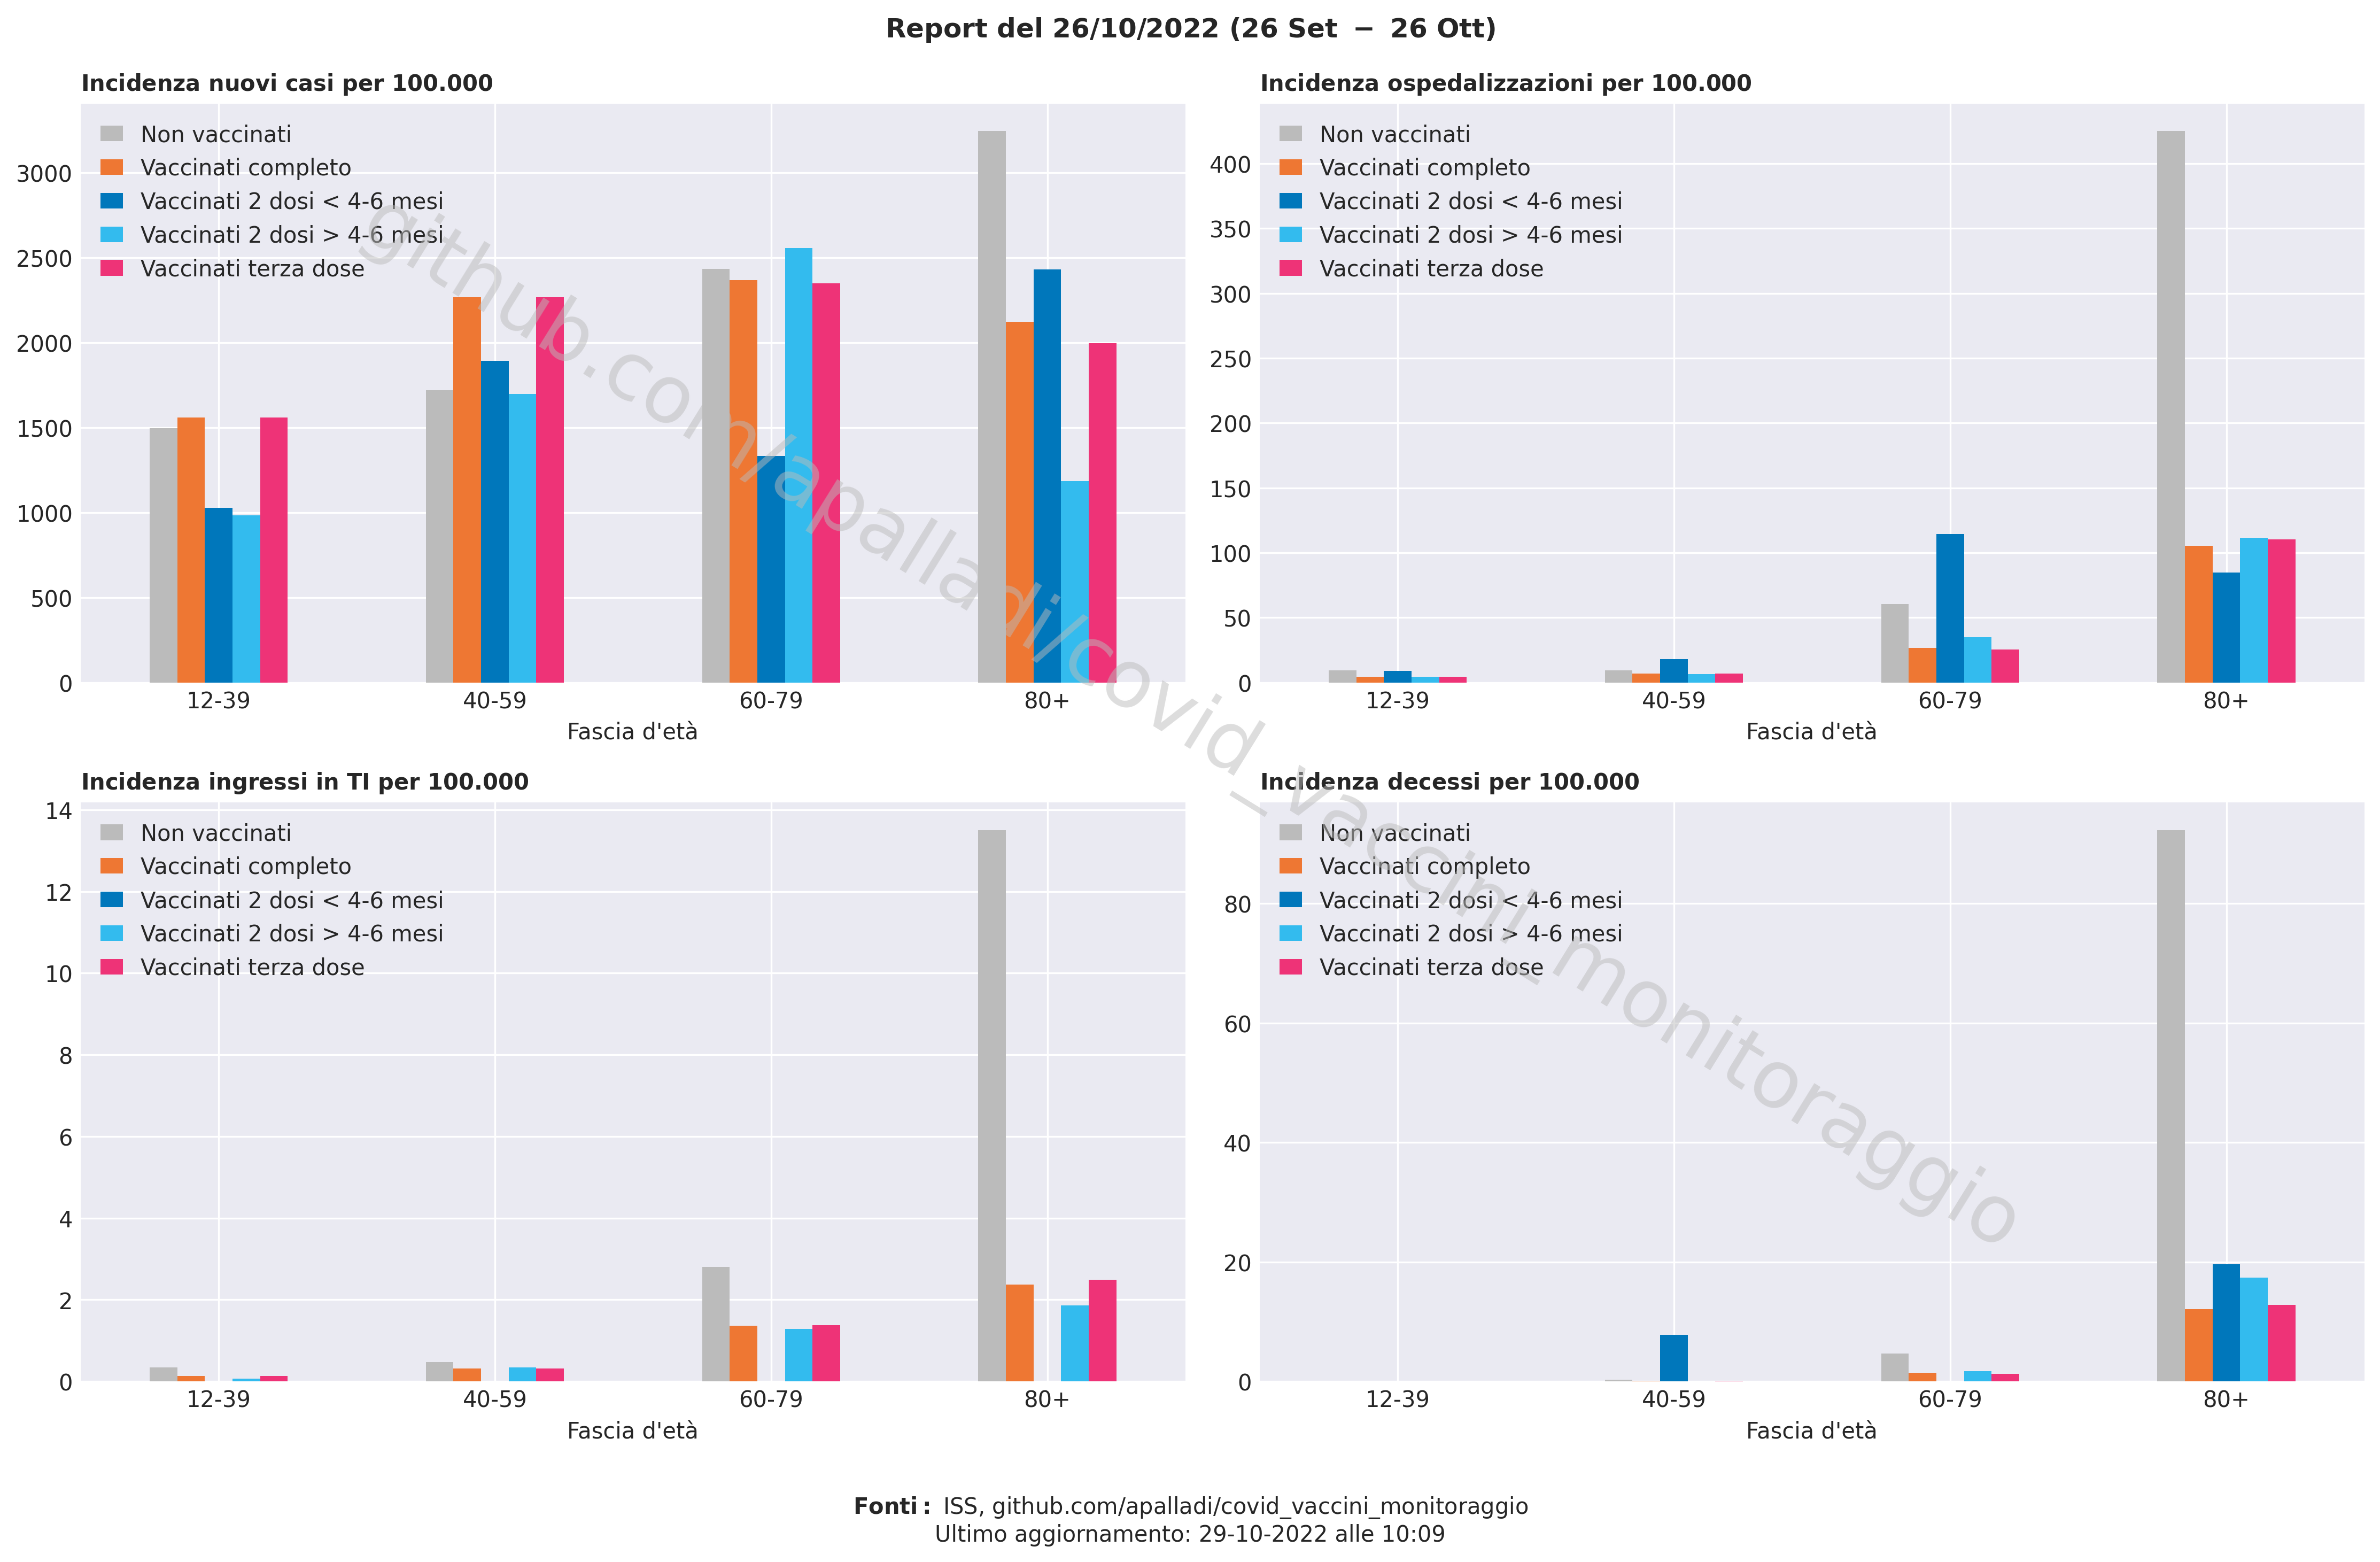 Report del 26/10/2022 (26 Set − 26 Ott)
Incidenza nuovi casi per 100.000
Non vaccinati
Vaccinati completo
Vaccinati 2 dosi < 4-6 mesi
Vaccinati 2 dosi > 4-6 mesi
Vaccinati terza dose
3000
2500
2000
1500
1000
500
0
12-39
40-59
60-79
80+
Fascia d'età
Incidenza ospedalizzazioni per 100.000
Non vaccinati
Vaccinati completo
Vaccinati 2 dosi < 4-6 mesi
Vaccinati 2 dosi > 4-6 mesi
Vaccinati terza dose
400
350
300
250
200
150
100
50
0
12-39
40-59
60-79
80+
Fascia d'età
Incidenza ingressi in TI per 100.000
Non vaccinati
Vaccinati completo
Vaccinati 2 dosi < 4-6 mesi
Vaccinati 2 dosi > 4-6 mesi
Vaccinati terza dose
14
12
10
8
6
4
2
0
12-39
40-59
60-79
80+
Fascia d'età
Incidenza decessi per 100.000
Non vaccinati
Vaccinati completo
Vaccinati 2 dosi < 4-6 mesi
Vaccinati 2 dosi > 4-6 mesi
Vaccinati terza dose
80
60
40
20
0
12-39
40-59
60-79
80+
Fascia d'età
github.com/apalladi/covid_vaccini_monitoraggio
Fonti: ISS, github.com/apalladi/covid_vaccini_monitoraggio
Ultimo aggiornamento: 29-10-2022 alle 10:09